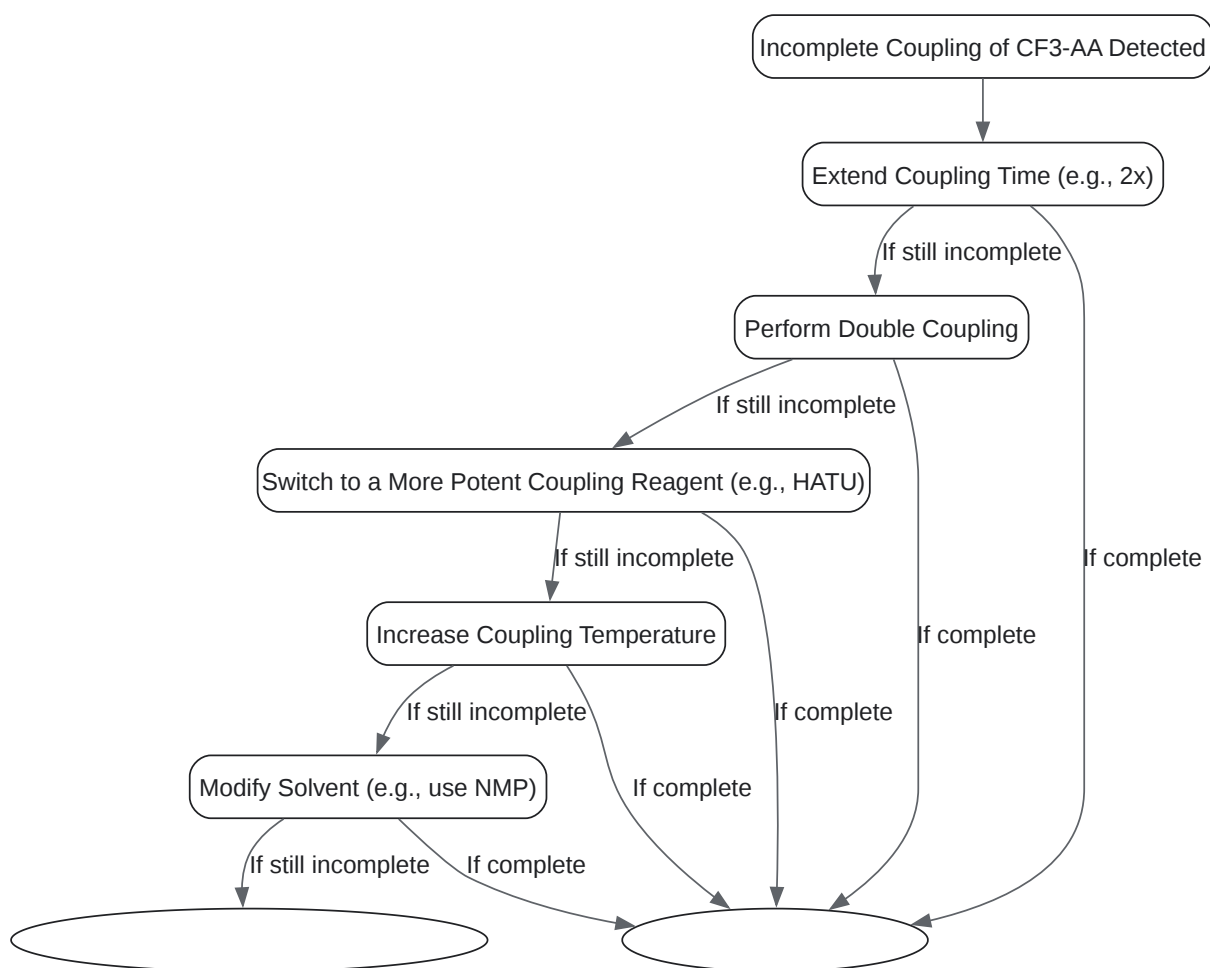 Incomplete Coupling of CF3-AA Detected
Extend Coupling Time (e.g., 2x)
If still incomplete
Perform Double Coupling
If still incomplete
Switch to a More Potent Coupling Reagent (e.g., HATU)
If still incomplete
If complete
Increase Coupling Temperature
If complete
If still incomplete
If complete
Modify Solvent (e.g., use NMP)
If complete
If still incomplete
If complete